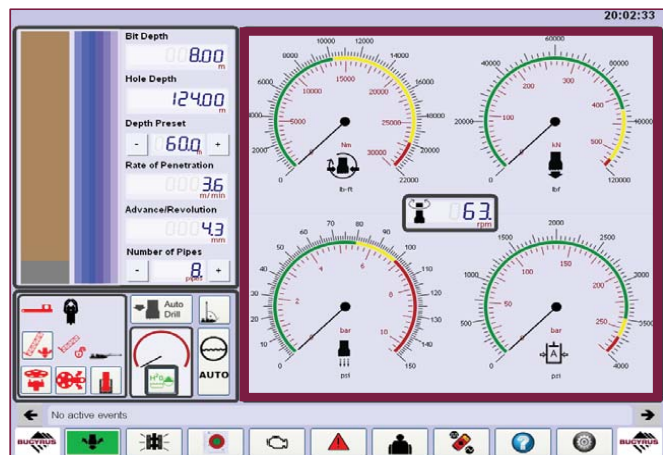 20:02:33
Bit Depth
8.00
m
Hole Depth
124.00
m
Depth Preset
- 60.0 m +
Rate of Penetration
3.6
m/min
Advance/Revolution
4.3
mm
Number of Pipes
- 8 +
pipes
Auto
Drill
H2O
AUTO
0 2000 4000 6000 8000 10000 12000 14000 16000 18000 20000 22000
0 5000 10000 15000 20000 25000 30000
Nm
lb-ft
0 20000 40000 60000 80000 100000 120000
0 100 200 300 400 500
kN
lbf
63.
rpm
0 10 20 30 40 50 60 70 80 90 100 110 120 130 140 150
0 2 4 6 8 10
bar
psi
0 500 1000 1500 2000 2500 3000 3500 4000
0 50 100 150 200 250
bar
A
psi
No active events
BUCYRUS
BUCYRUS